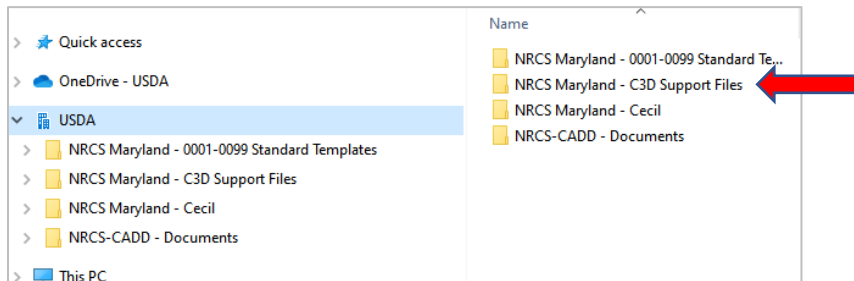 Quick access
OneDrive - USDA
USDA
NRCS Maryland - 0001-0099 Standard Templates
NRCS Maryland - C3D Support Files
NRCS Maryland - Cecil
NRCS-CADD - Documents
This PC
Name
NRCS Maryland - 0001-0099 Standard Te...
NRCS Maryland - C3D Support Files
NRCS Maryland - Cecil
NRCS-CADD - Documents